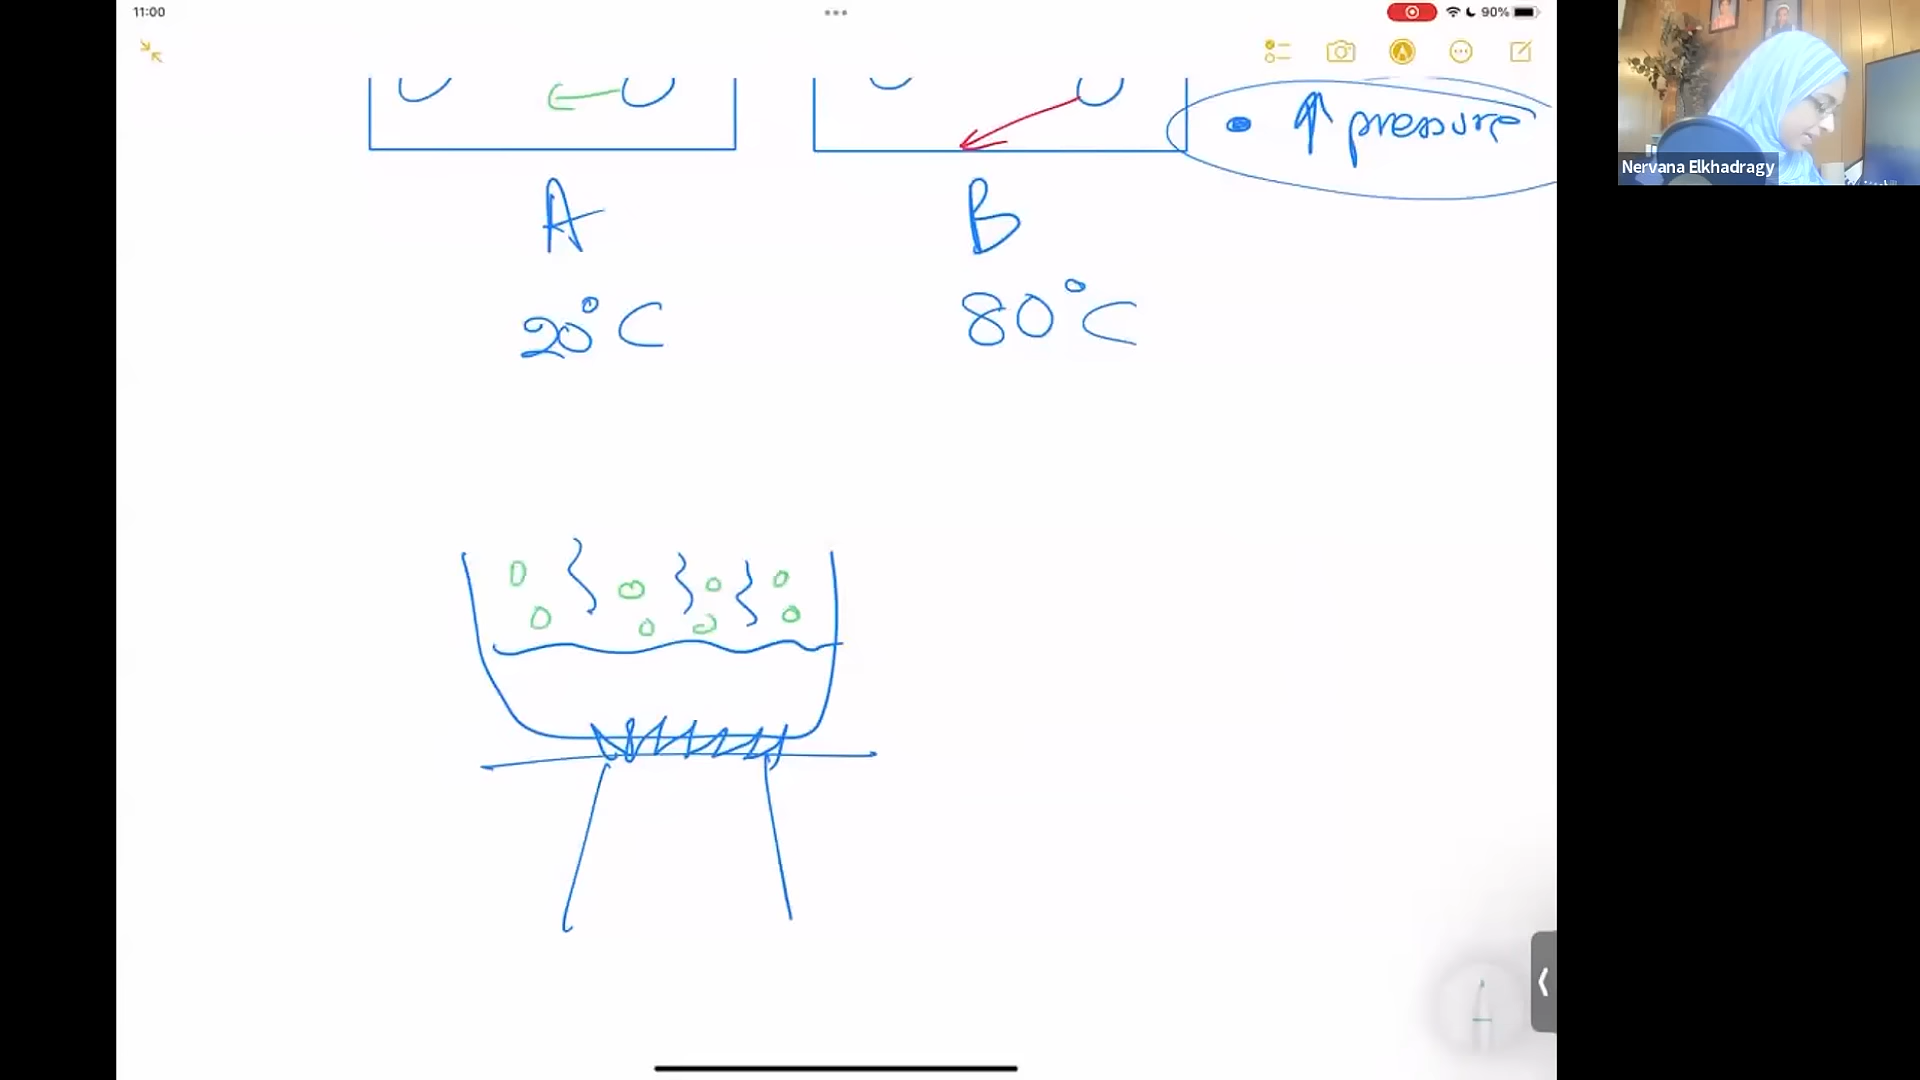 11:00
90%
↑ pressure
Nervana Elkhadragy
A
B
20°C
80°C